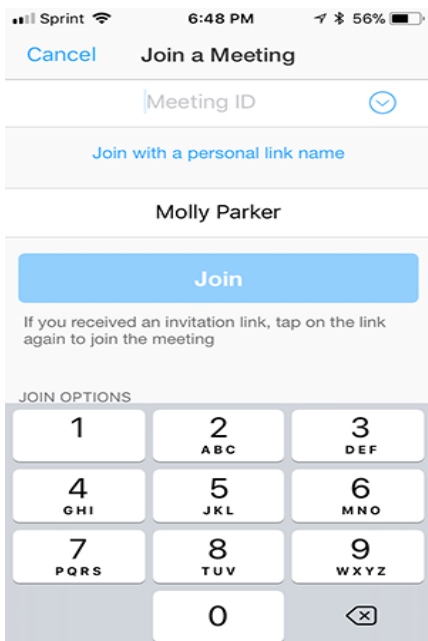 Sprint 6:48 PM 56%
Cancel Join a Meeting
Meeting ID
Join with a personal link name
Molly Parker
Join
If you received an invitation link, tap on the link
again to join the meeting
JOIN OPTIONS
1 2 3
ABC DEF
4 5 6
GHI JKL MNO
7 8 9
PQRS TUV WXYZ
0